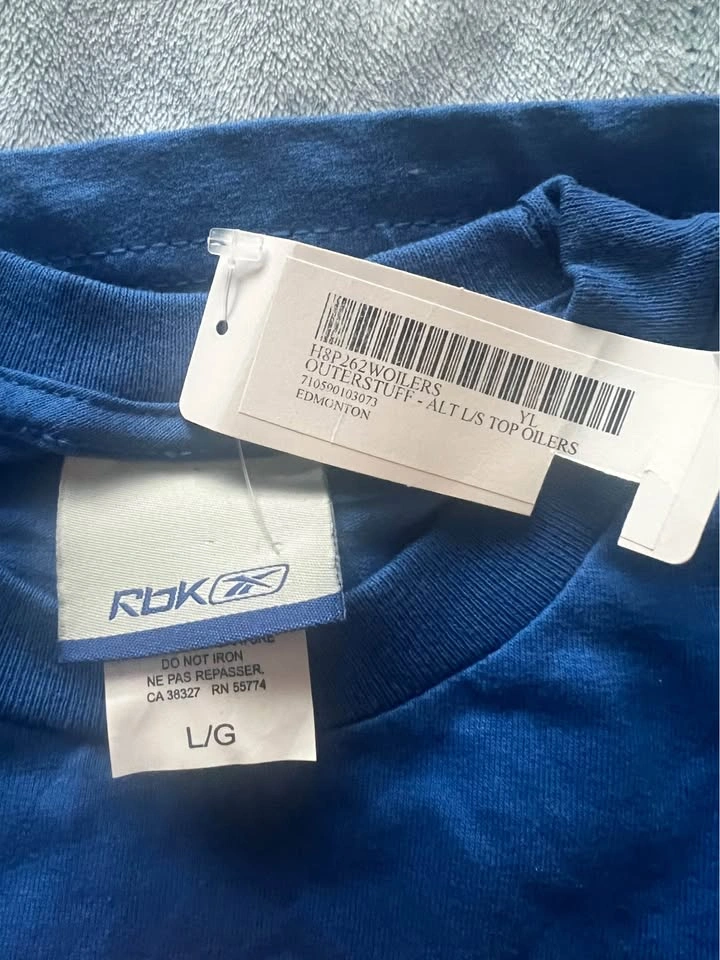 H8P262WOILERS YL
OUTERSTUFF - ALT L/S TOP OILERS
710590103073
EDMONTON
RbK
DO NOT IRON
NE PAS REPASSER.
CA 38327 RN 55774
L/G